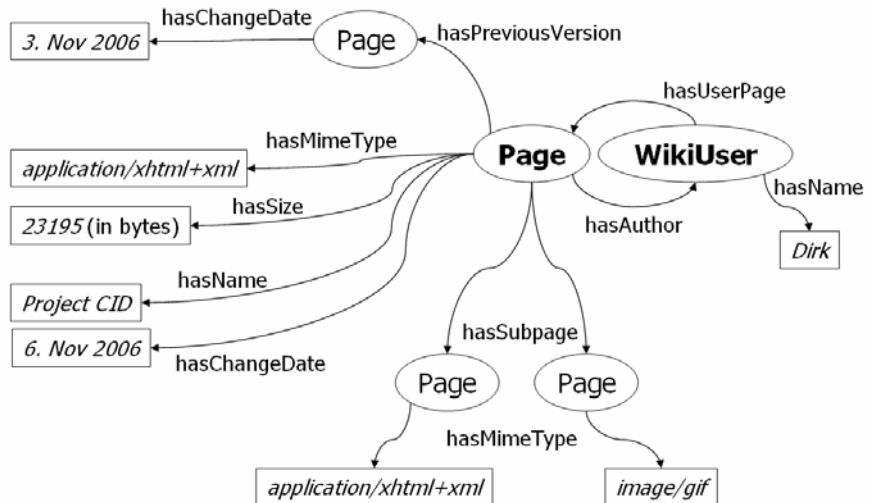 hasChangeDate
3. Nov 2006
Page
hasPreviousVersion
hasUserPage
hasMimeType
application/xhtml+xml
Page
WikiUser
hasSize
23195 (in bytes)
hasAuthor
hasName
Dirk
hasName
Project CID
6. Nov 2006
hasChangeDate
hasSubpage
Page
Page
hasMimeType
application/xhtml+xml
image/gif